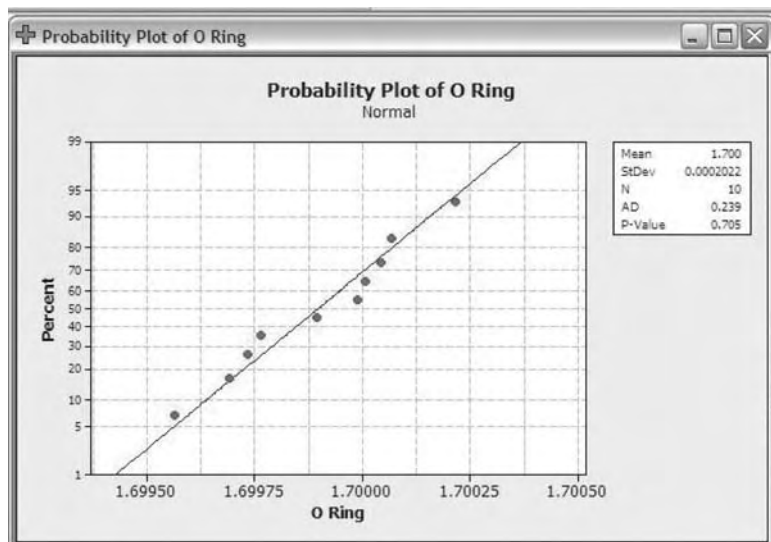 Probability Plot of O Ring
Probability Plot of O Ring
Normal
99
95
90
80
70
60
50
40
30
20
10
5
1
Percent
1.69950 1.69975 1.70000 1.70025 1.70050
O Ring
Mean 1.700
StDev 0.0002022
N 10
AD 0.239
P-Value 0.705